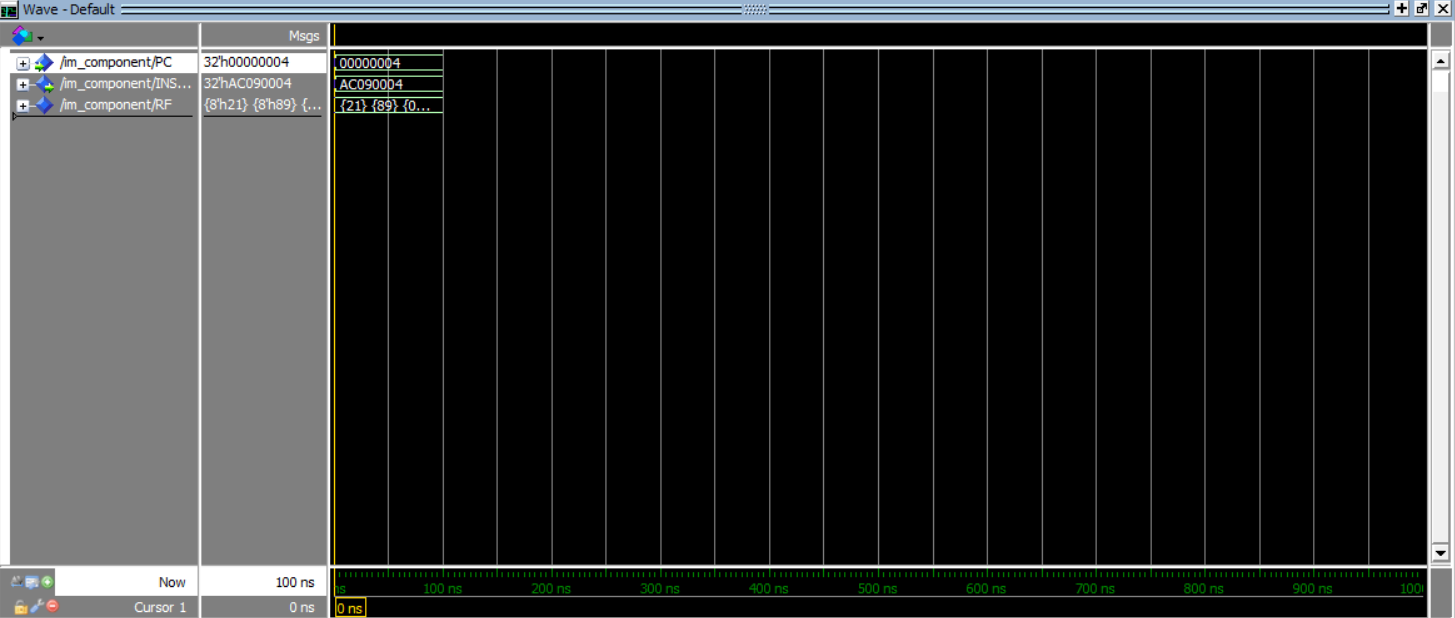 Wave - Default
Msgs
/im_component/PC 32'h00000004 00000004
/im_component/INS... 32'hAC090004 AC090004
/im_component/RF {8'h21} {8'h89} {... {21} {89} {0...
Now 100 ns
ns 100 ns 200 ns 300 ns 400 ns 500 ns 600 ns 700 ns 800 ns 900 ns 100
Cursor 1 0 ns 0 ns